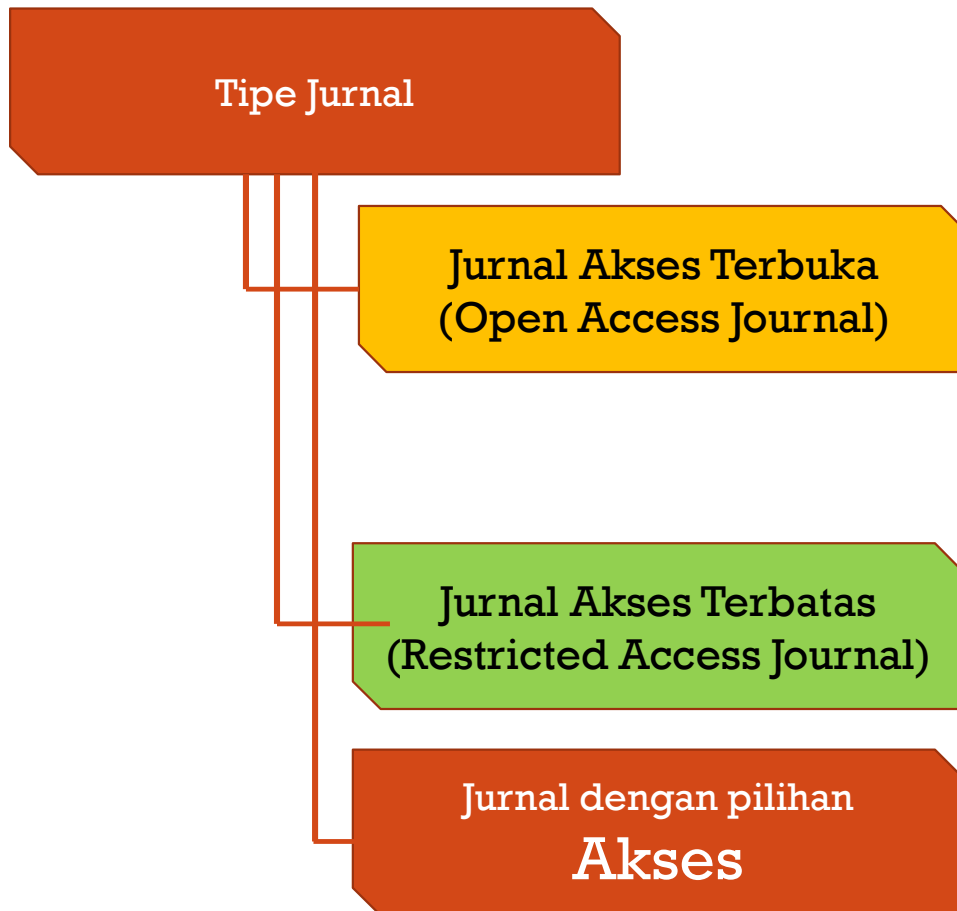 Tipe Jurnal
Jurnal Akses Terbuka
(Open Access Journal)
Jurnal Akses Terbatas
(Restricted Access Journal)
Jurnal dengan pilihan
Akses